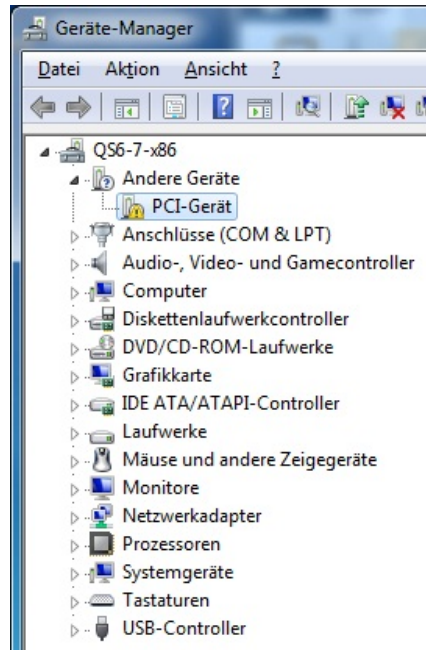 Geräte-Manager
Datei Aktion Ansicht ?
QS6-7-x86
Andere Geräte
PCI-Gerät
Anschlüsse (COM & LPT)
Audio-, Video- und Gamecontroller
Computer
Diskettenlaufwerkcontroller
DVD/CD-ROM-Laufwerke
Grafikkarte
IDE ATA/ATAPI-Controller
Laufwerke
Mäuse und andere Zeigegeräte
Monitore
Netzwerkadapter
Prozessoren
Systemgeräte
Tastaturen
USB-Controller